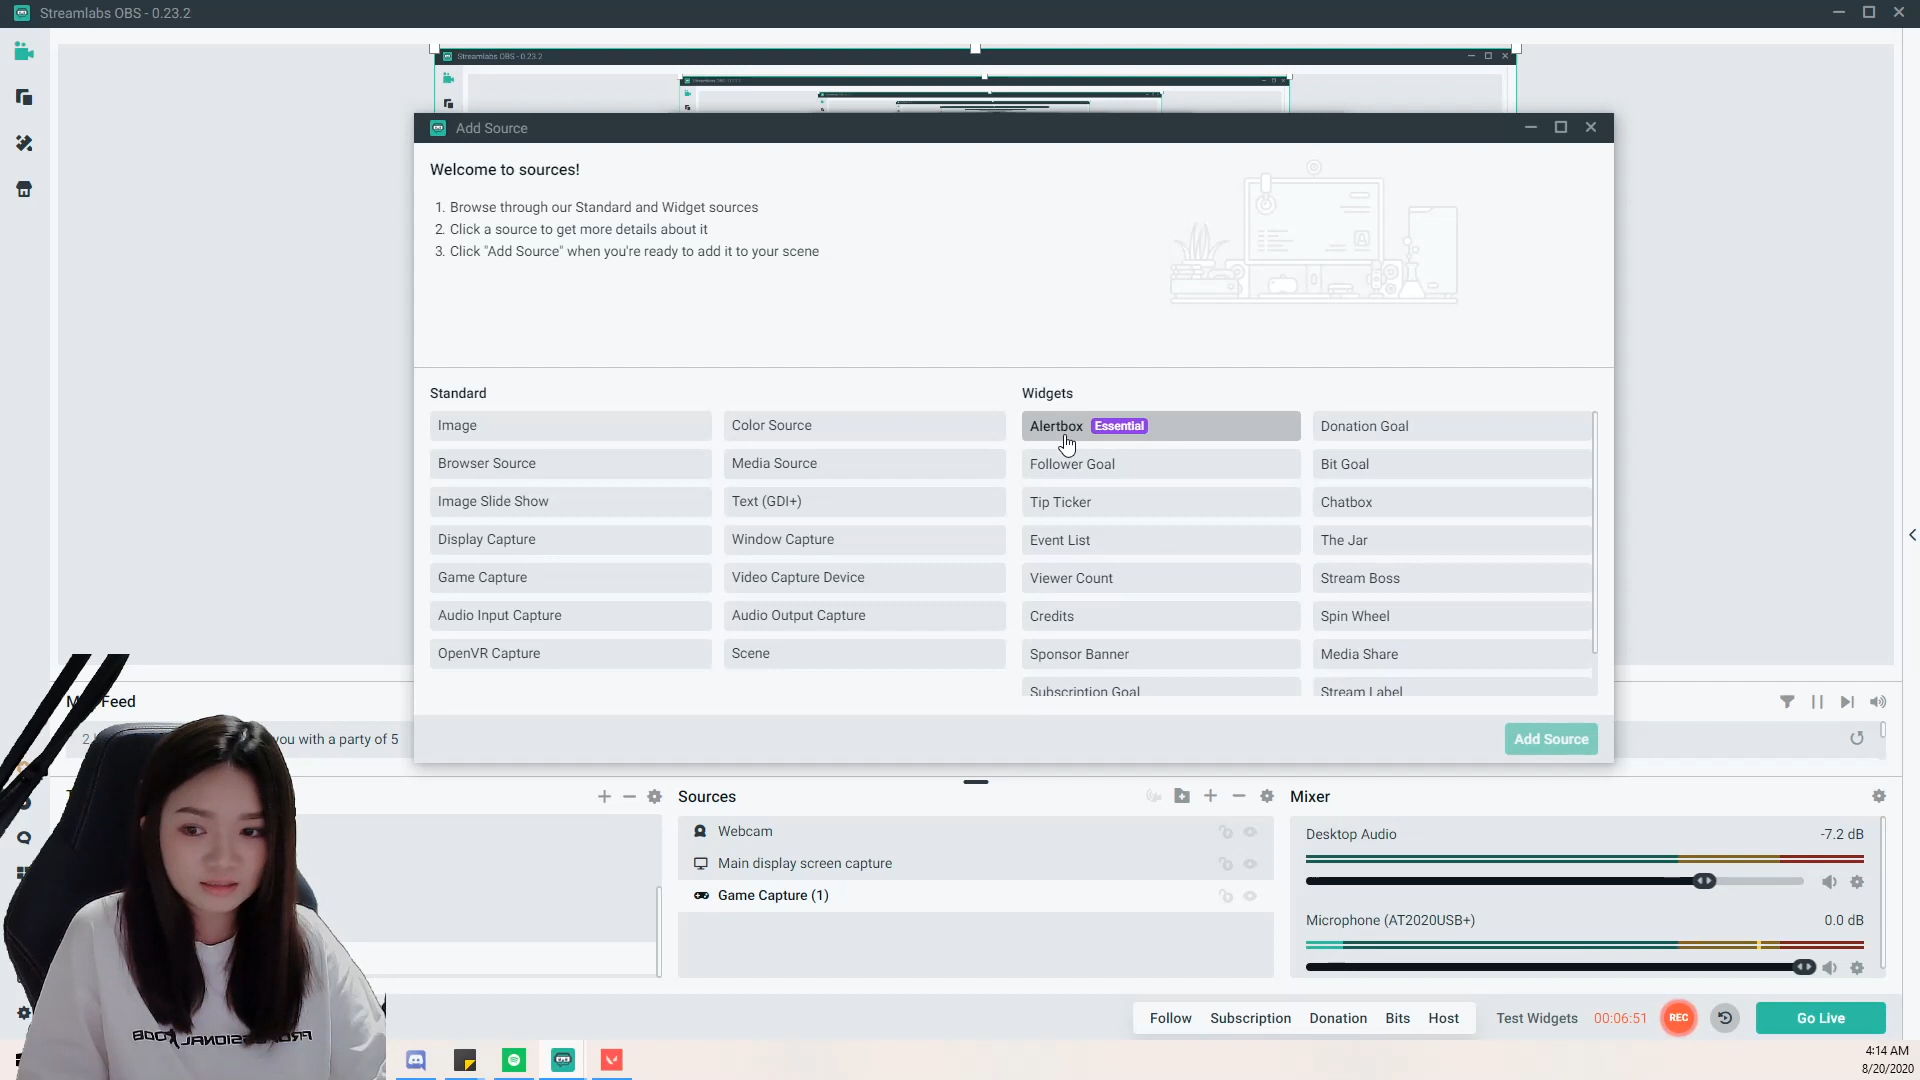 Streamlabs OBS - 0.23.2
Streamlabs OBS - 0.23.2
Add Source
Welcome to sources!
1. Browse through our Standard and Widget sources
2. Click a source to get more details about it
3. Click "Add Source" when you're ready to add it to your scene
Standard
Widgets
Image
Color Source
Alertbox Essential
Donation Goal
Browser Source
Media Source
Follower Goal
Bit Goal
Image Slide Show
Text (GDI+)
Tip Ticker
Chatbox
Display Capture
Window Capture
Event List
The Jar
Game Capture
Video Capture Device
Viewer Count
Stream Boss
Audio Input Capture
Audio Output Capture
Credits
Spin Wheel
OpenVR Capture
Scene
Sponsor Banner
Media Share
Subscription Goal
Stream Label
Feed
you with a party of 5
Add Source
Sources
Mixer
Webcam
Main display screen capture
Game Capture (1)
Desktop Audio
-7.2 dB
Microphone (AT2020USB+)
0.0 dB
Follow
Subscription
Donation
Bits
Host
Test Widgets
00:06:51
REC
Go Live
4:14 AM
8/20/2020